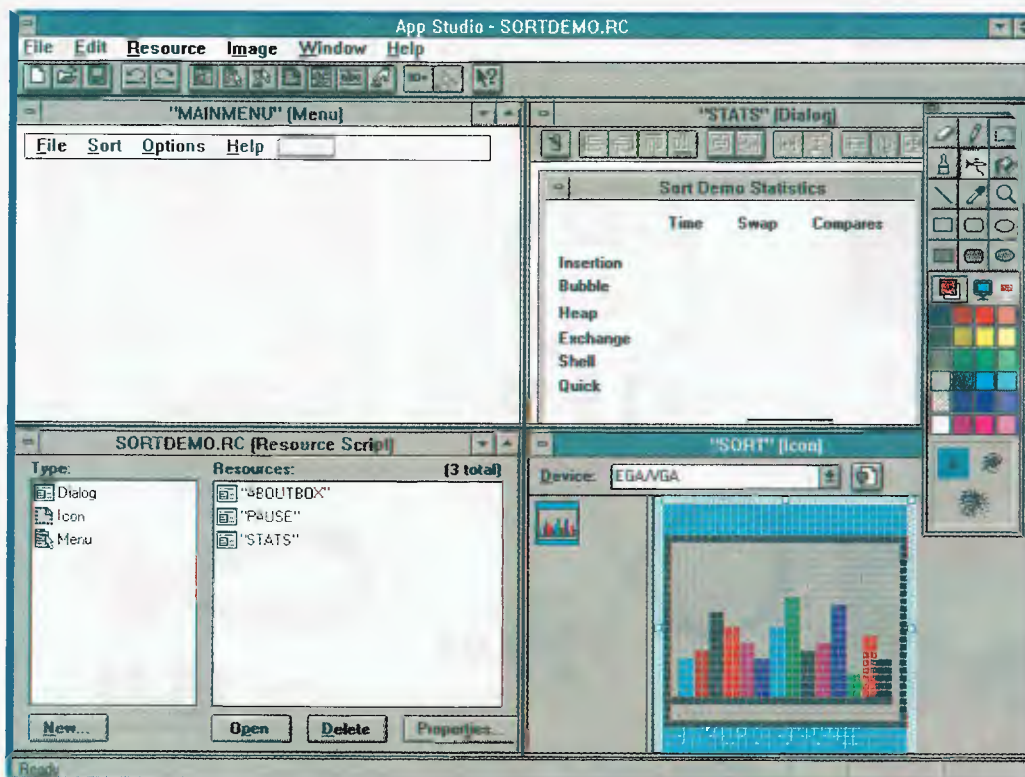 App Studio - SORTDEMO.RC
File Edit Resource Image Window Help
"MAINMENU" (Menu)
File Sort Options Help
"STATS" (Dialog)
Sort Demo Statistics
Time Swap Compares
Insertion
Bubble
Heap
Exchange
Shell
Quick
SORTDEMO.RC (Resource Script)
Type:
Resources: (3 total)
Dialog
Icon
Menu
"ABOUTBOX"
"PAUSE"
"STATS"
New...
Open Delete Properties...
"SORT" (Icon)
Device: EGA/VGA
Ready